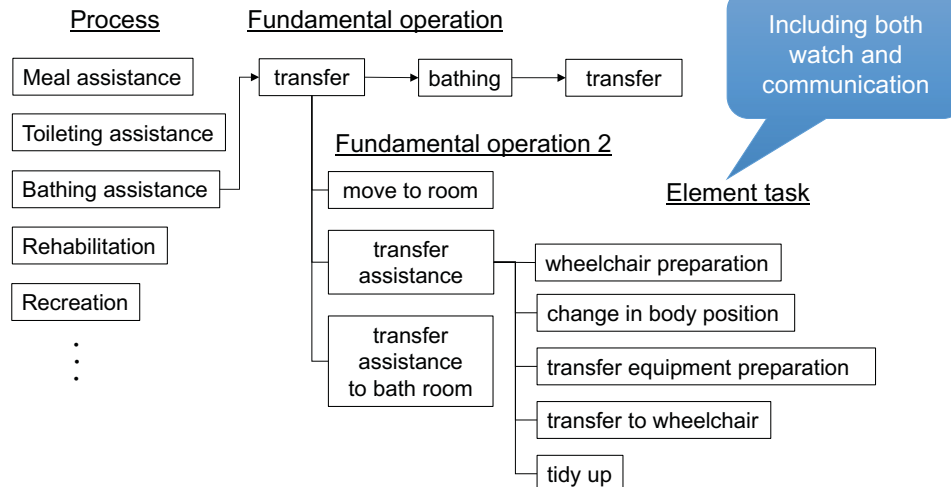 Process
Fundamental operation
Including both
watch and
communication
Meal assistance
transfer
bathing
transfer
Toileting assistance
Fundamental operation 2
Bathing assistance
move to room
Element task
Rehabilitation
transfer
assistance
wheelchair preparation
Recreation
change in body position
transfer
assistance
to bath room
transfer equipment preparation
transfer to wheelchair
tidy up